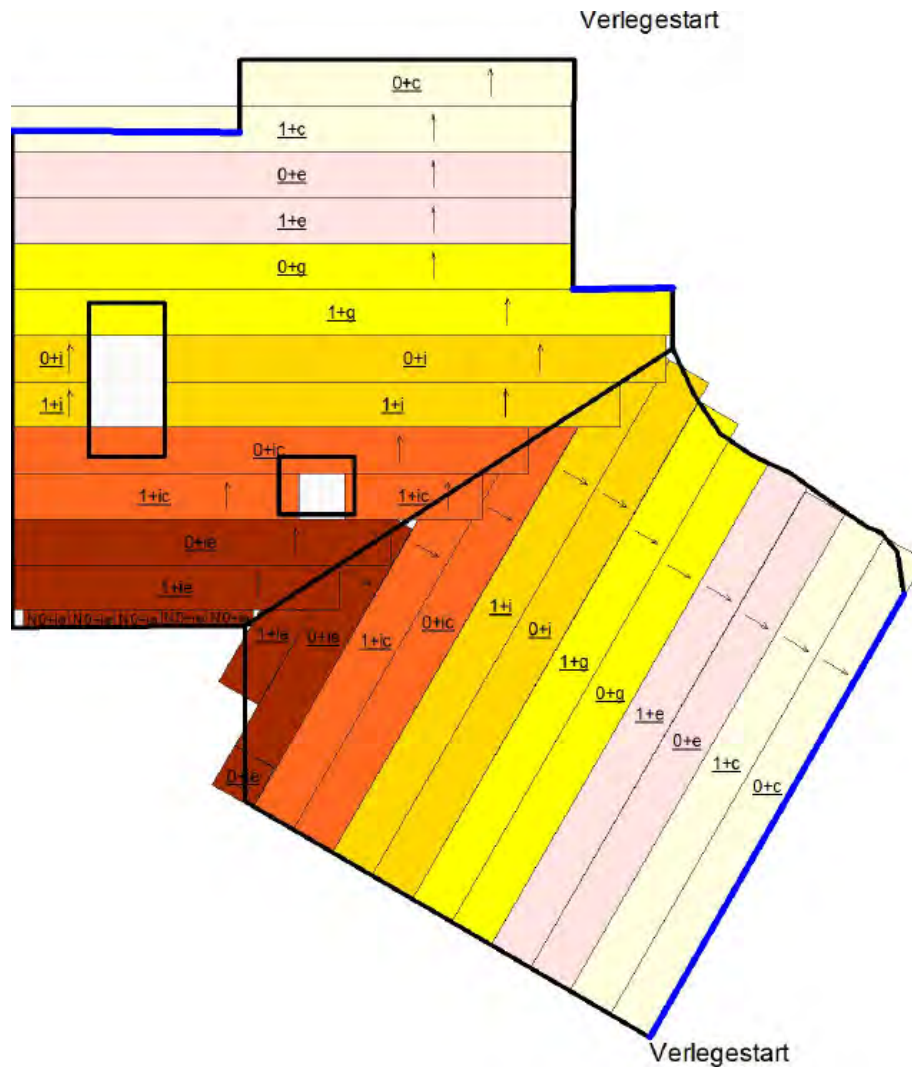 Verlegestart
0+c
1+c
0+e
1+e
0+g
1+g
0+i 0+i
1+i 1+i
0+ic
1+ic 1+ic
0+ie
1+ie
1+ie
0+ie
1+ic
0+ic
1+i
0+i
1+g
0+g
1+e
0+e
1+c
0+c
0+ie
Verlegestart